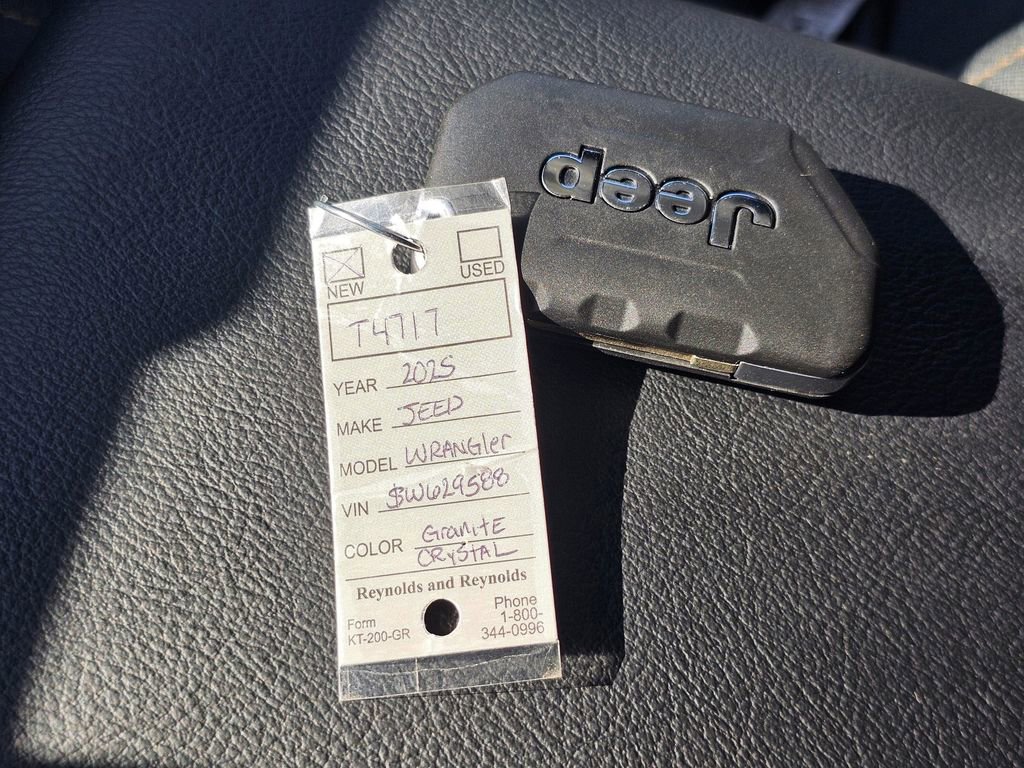 Jeep
NEW
USED
T4717
YEAR 2025
MAKE JEEP
MODEL WRANGler
VIN SW629588
COLOR GranitE
CRySTAL
Reynolds and Reynolds
Form
KT-200-GR
Phone
1-800-
344-0996